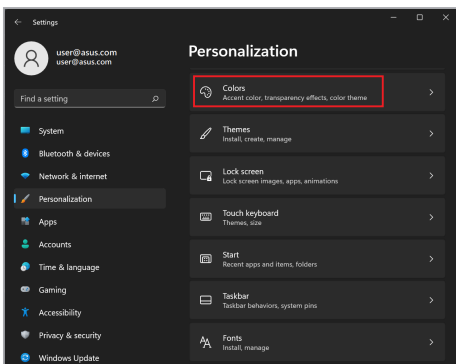 Settings
user@asus.com
user@asus.com
Find a setting
System
Bluetooth & devices
Network & internet
Personalization
Apps
Accounts
Time & language
Gaming
Accessibility
Privacy & security
Windows Update
Personalization
Colors
Accent color, transparency effects, color theme
Themes
Install, create, manage
Lock screen
Lock screen images, apps, animations
Touch keyboard
Themes, size
Start
Recent apps and items, folders
Taskbar
Taskbar behaviors, system pins
Fonts
Install, manage